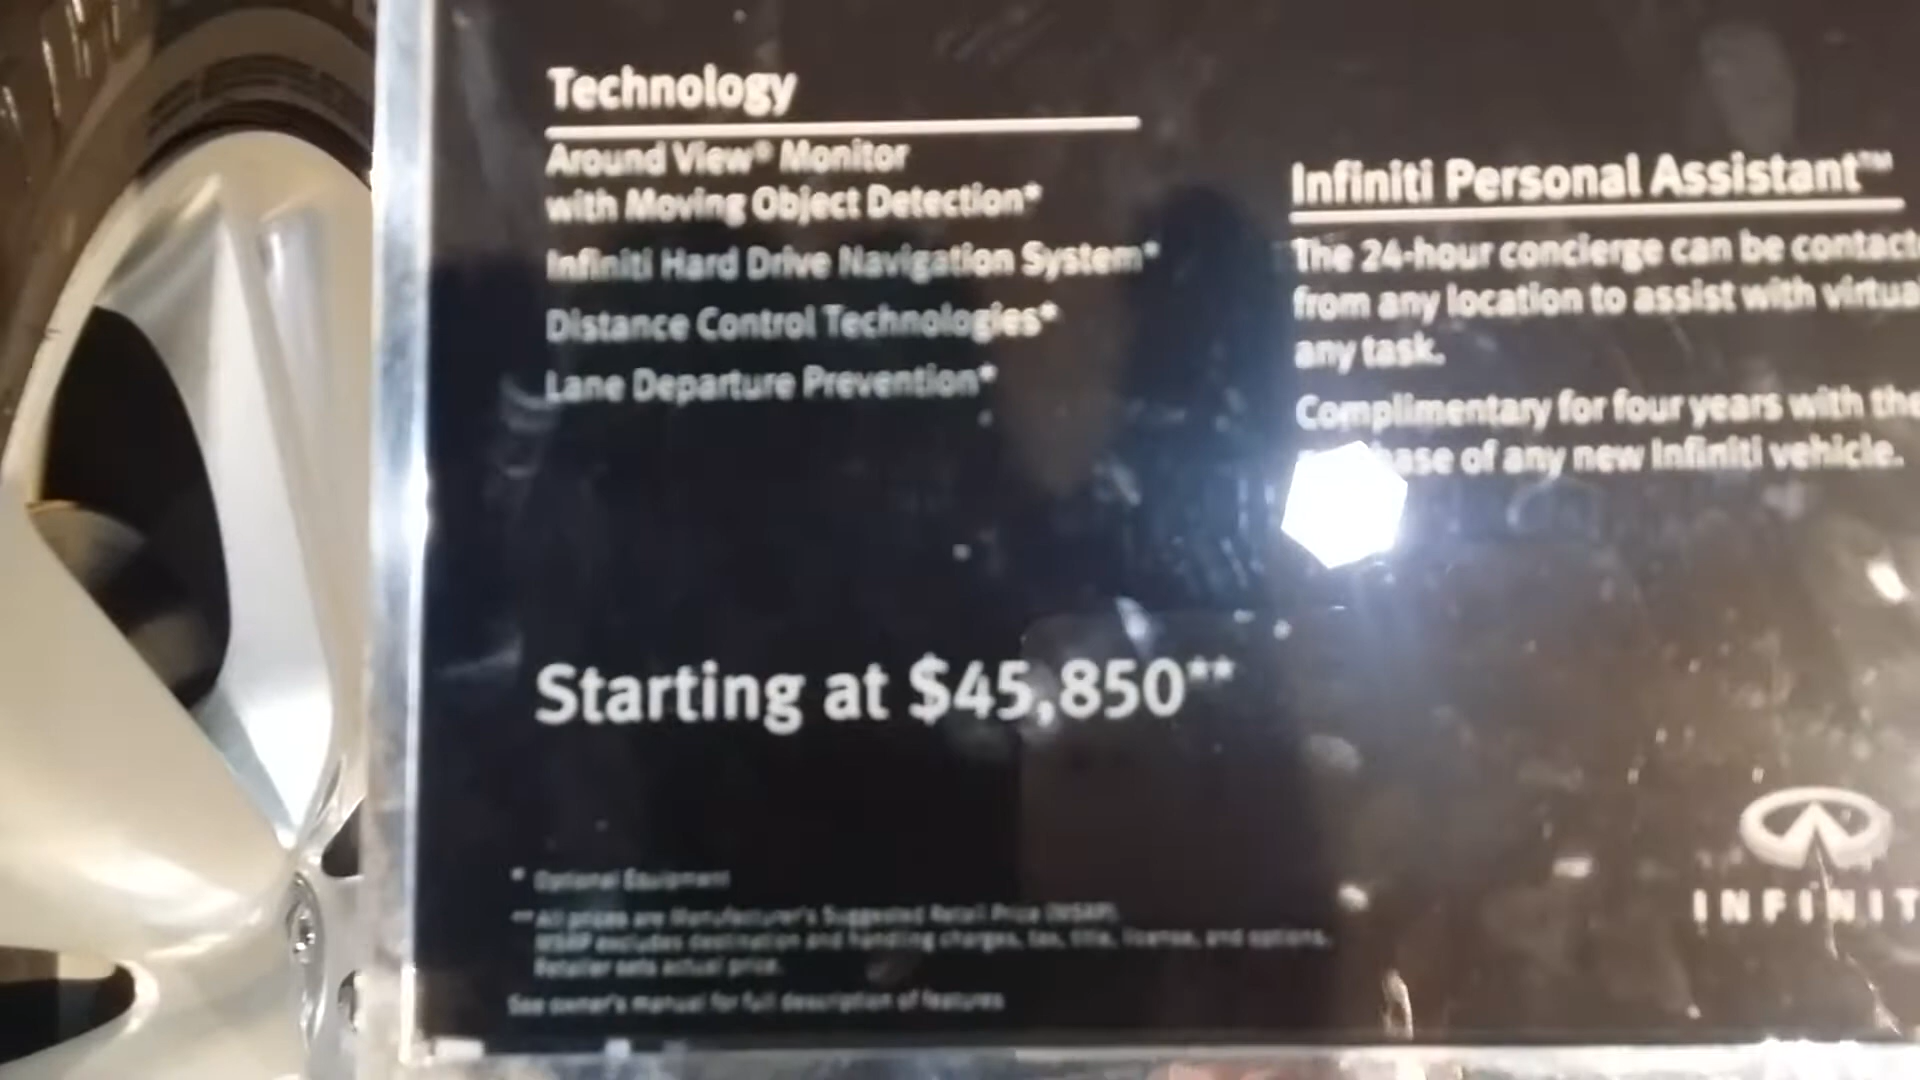 Technology
Around View® Monitor
with Moving Object Detection*
Infiniti Hard Drive Navigation System*
Distance Control Technologies*
Lane Departure Prevention*
Starting at $45,850**
* Optional Equipment
** All prices are Manufacturer's Suggested Retail Price (MSRP).
MSRP excludes destination and handling charges, tax, title, license, and options.
Retailer sets actual price.
See owner's manual for full description of features
Infiniti Personal Assistant™
The 24-hour concierge can be contact
from any location to assist with virtua
any task.
Complimentary for four years with the
of any new Infiniti vehicle.
INFINIT